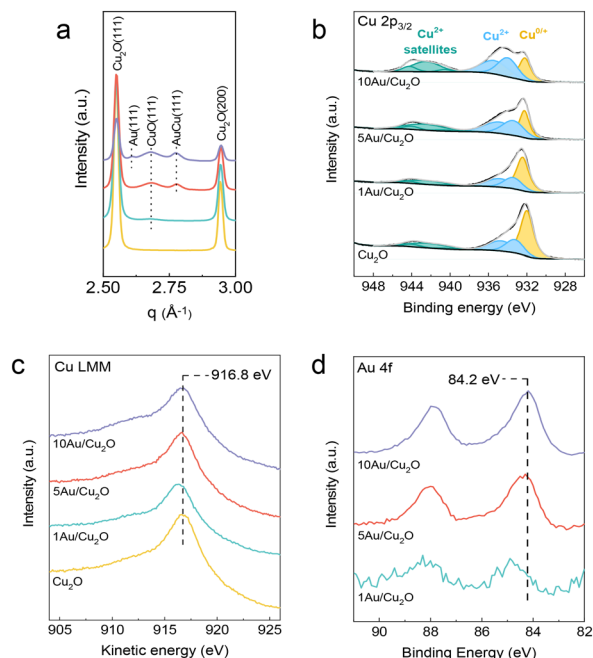 a
Cu₂O(111)
Au(111)
CuO(111)
AuCu(111)
Cu₂O(200)
Intensity (a.u.)
2.50 2.75 3.00
q (Å⁻¹)
b
Cu 2p₃/₂
Cu²⁺
satellites
Cu²⁺
Cu⁰/⁺
10Au/Cu₂O
5Au/Cu₂O
1Au/Cu₂O
Cu₂O
Intensity (a.u.)
948 944 940 936 932 928
Binding energy (eV)
c
Cu LMM
916.8 eV
10Au/Cu₂O
5Au/Cu₂O
1Au/Cu₂O
Cu₂O
Intensity (a.u.)
905 910 915 920 925
Kinetic energy (eV)
d
Au 4f
84.2 eV
10Au/Cu₂O
5Au/Cu₂O
1Au/Cu₂O
Intensity (a.u.)
90 88 86 84 82
Binding Energy (eV)